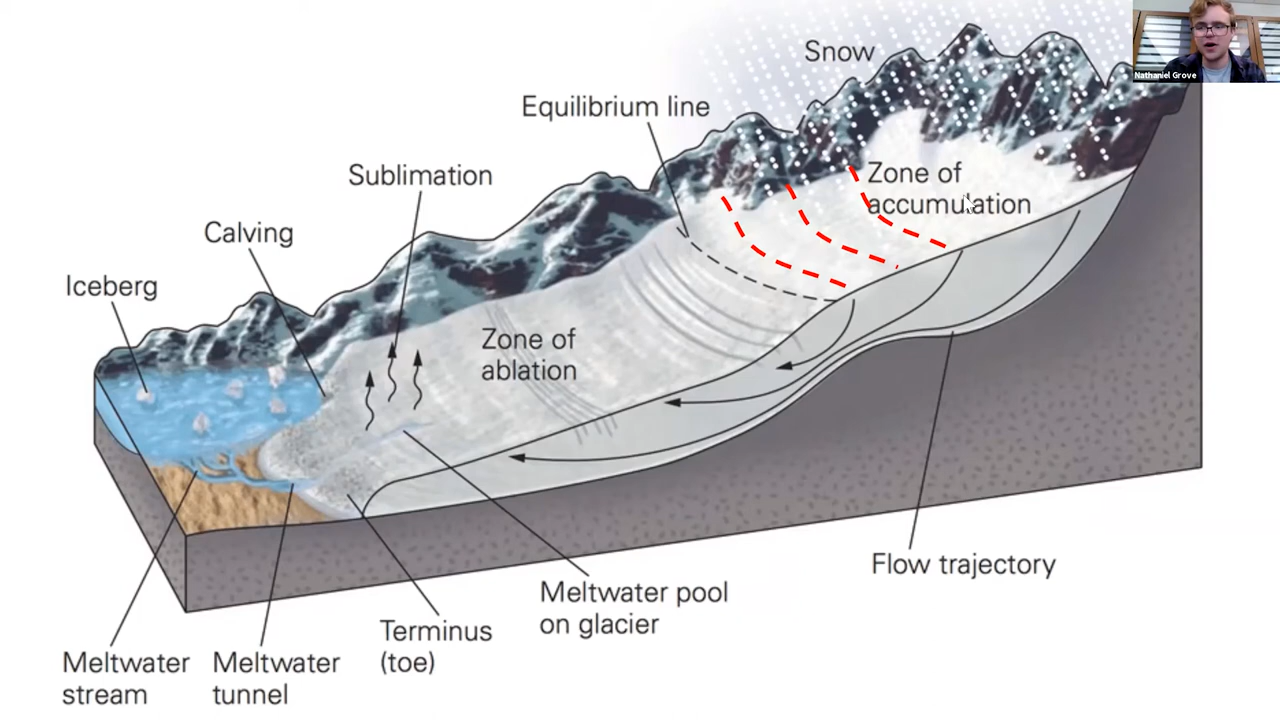 Snow
Nathaniel Grove
Equilibrium line
Sublimation
Zone of
accumulation
Calving
Iceberg
Zone of
ablation
Flow trajectory
Meltwater pool
on glacier
Terminus
(toe)
Meltwater
stream
Meltwater
tunnel